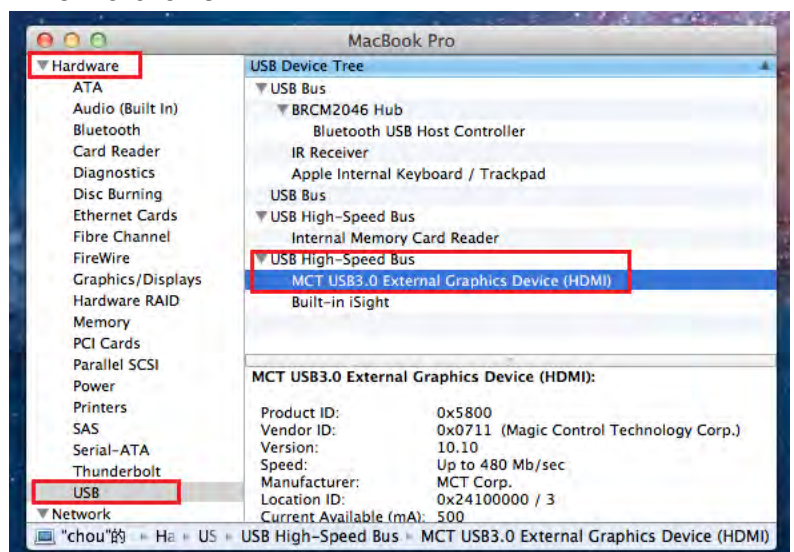 MacBook Pro
Hardware
ATA
Audio (Built In)
Bluetooth
Card Reader
Diagnostics
Disc Burning
Ethernet Cards
Fibre Channel
FireWire
Graphics/Displays
Hardware RAID
Memory
PCI Cards
Parallel SCSI
Power
Printers
SAS
Serial-ATA
Thunderbolt
USB
Network
USB Device Tree
USB Bus
BRCM2046 Hub
Bluetooth USB Host Controller
IR Receiver
Apple Internal Keyboard / Trackpad
USB Bus
USB High-Speed Bus
Internal Memory Card Reader
USB High-Speed Bus
MCT USB3.0 External Graphics Device (HDMI)
Built-in iSight
MCT USB3.0 External Graphics Device (HDMI):
Product ID: 0x5800
Vendor ID: 0x0711 (Magic Control Technology Corp.)
Version: 10.10
Speed: Up to 480 Mb/sec
Manufacturer: MCT Corp.
Location ID: 0x24100000 / 3
Current Available (mA): 500
"chou"的 Ha US USB High-Speed Bus MCT USB3.0 External Graphics Device (HDMI)